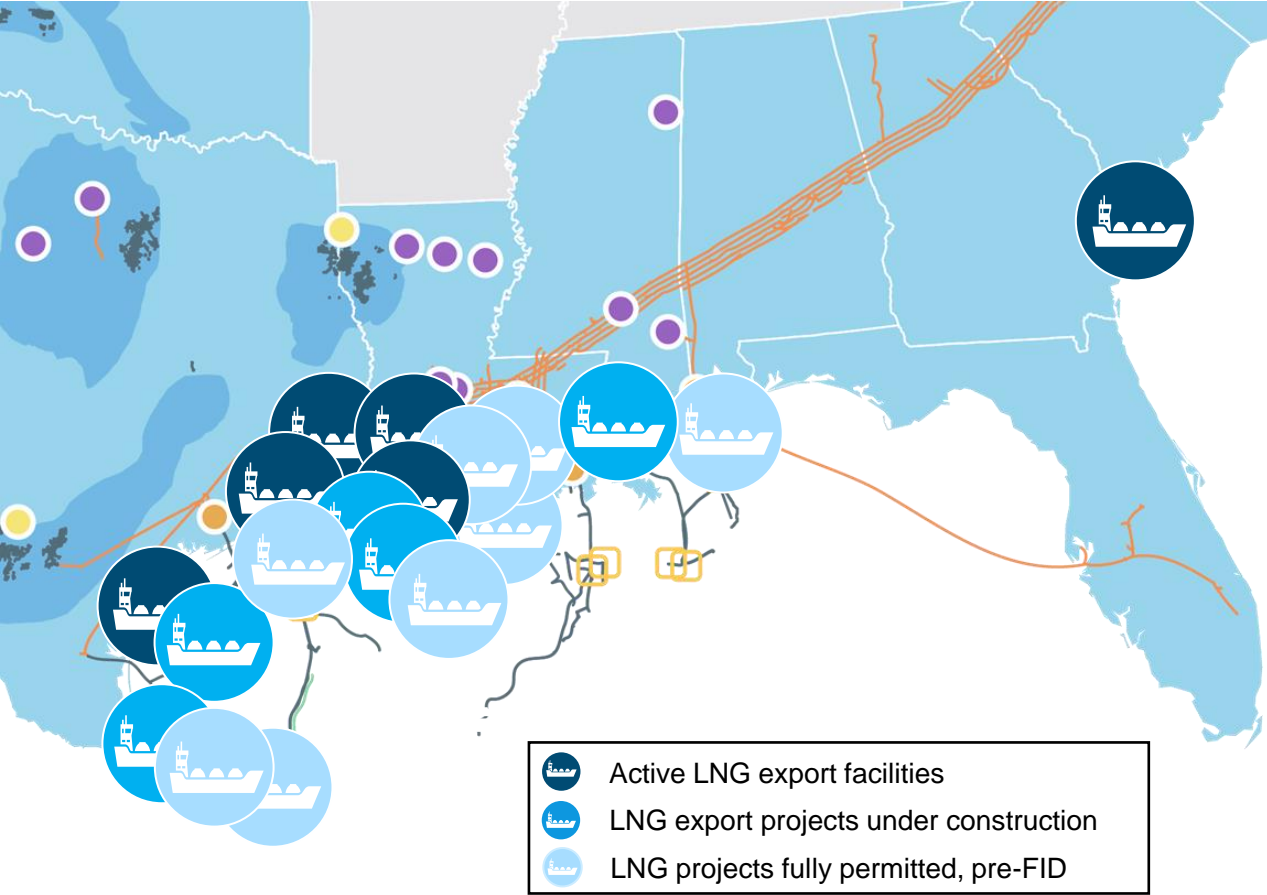 Active LNG export facilities
LNG export projects under construction
LNG projects fully permitted, pre-FID